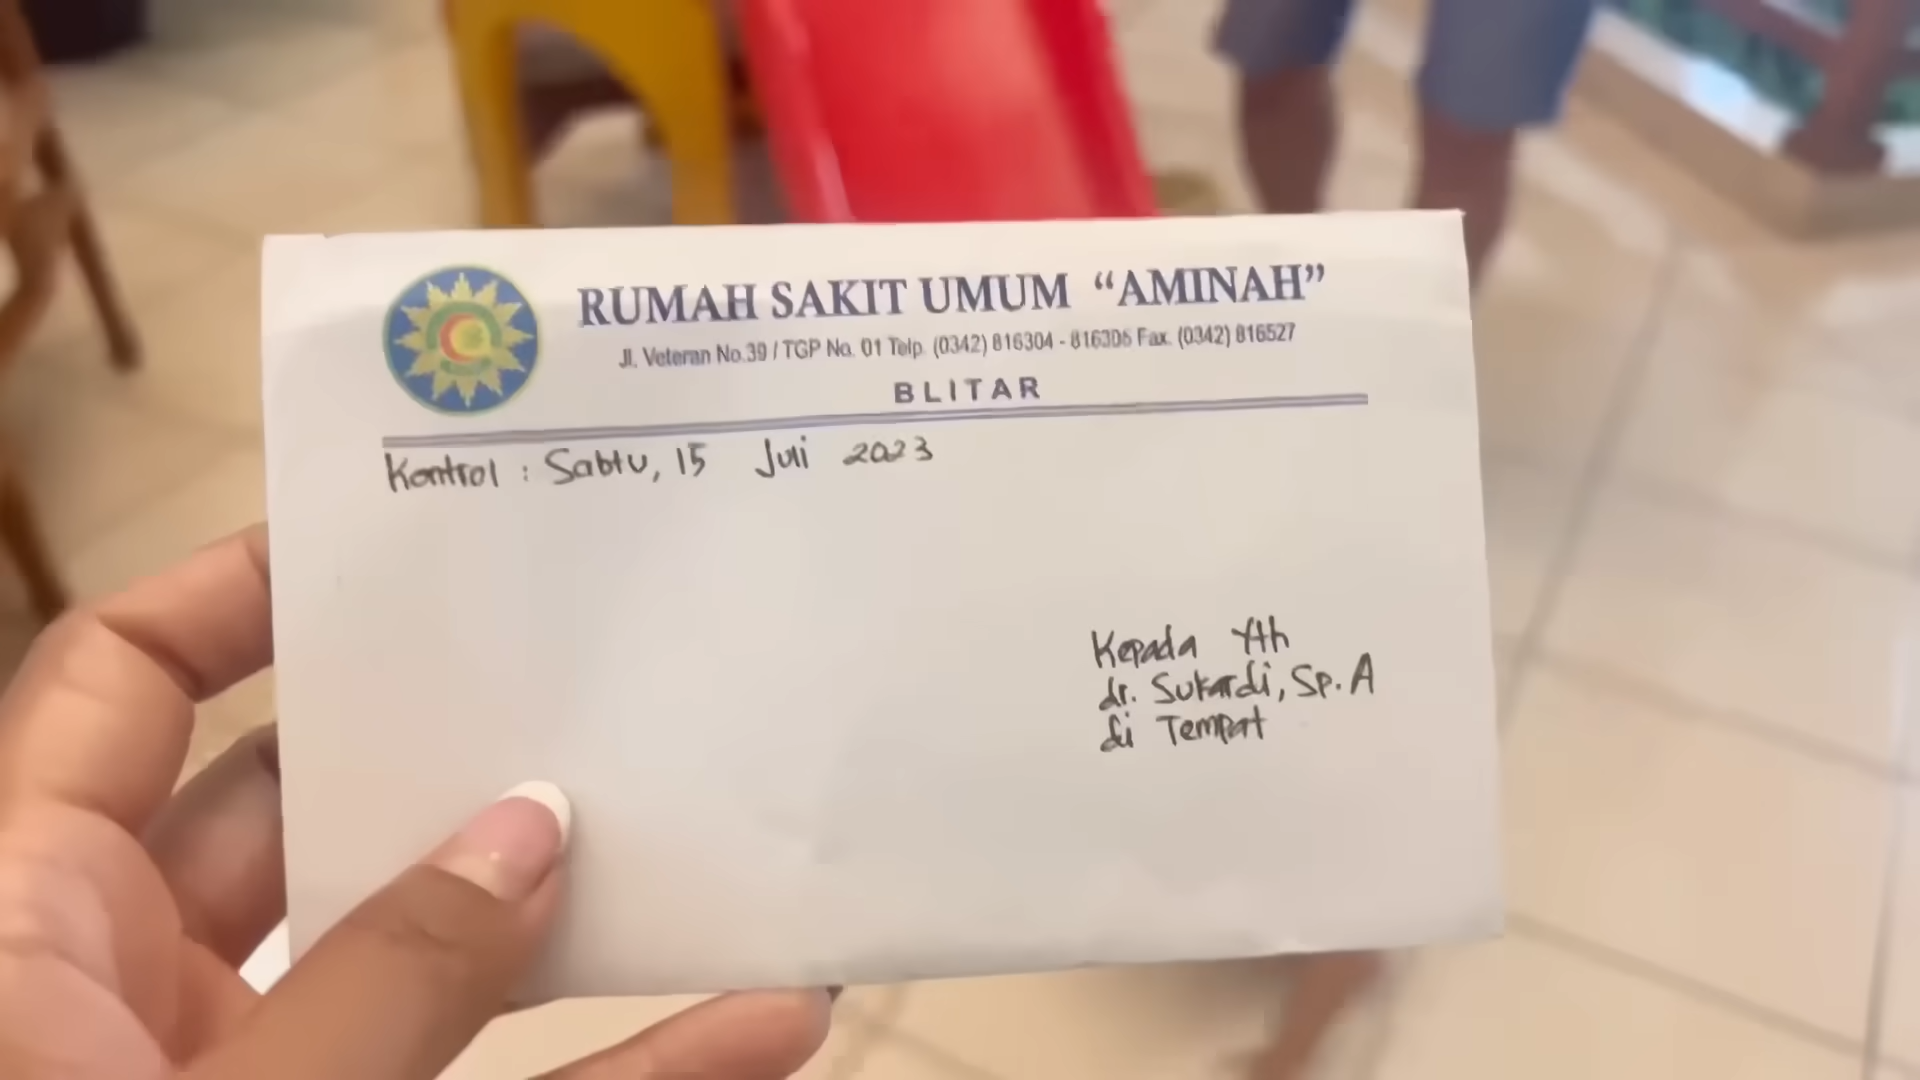 RUMAH SAKIT UMUM “AMINAH”
Jl. Veteran No.39 / TGP No. 01 Telp. (0342) 816304 - 816305 Fax. (0342) 816527
BLITAR
Kontrol : Sabtu, 15 Juli 2023
Kepada Yth
dr. Sukardi, Sp. A
di Tempat